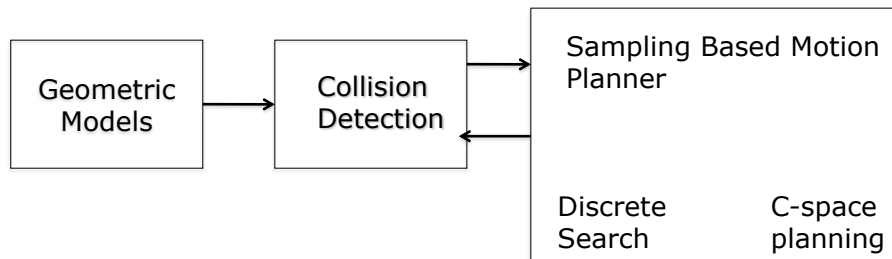 Geometric
Models
Collision
Detection
Sampling Based Motion
Planner
Discrete
Search
C-space
planning